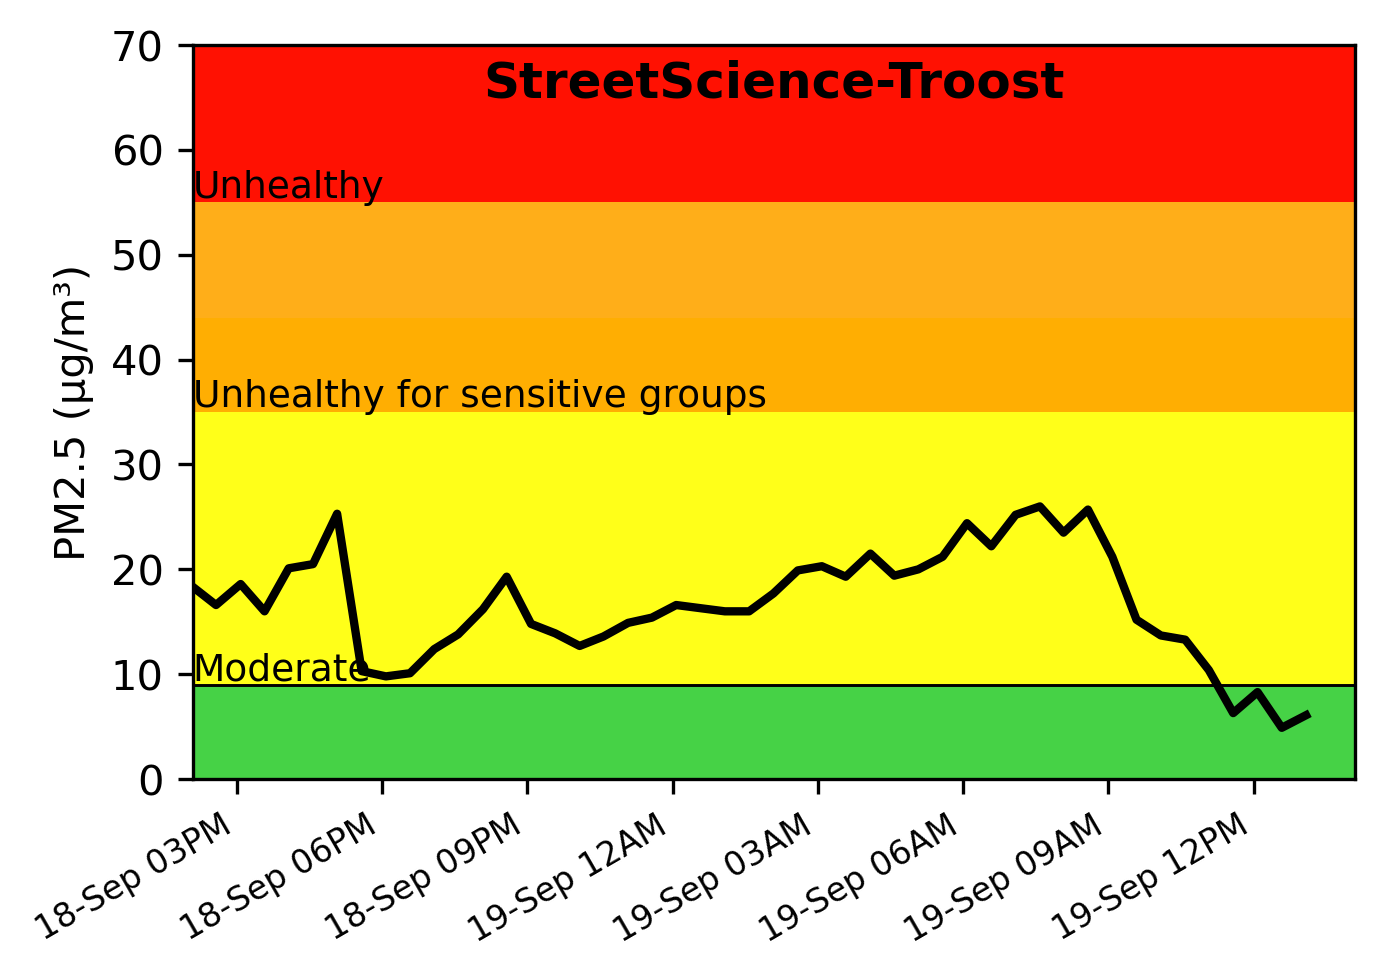 StreetScience-Troost
PM2.5 (µg/m³)
70
60
50
40
30
20
10
0
Unhealthy
Unhealthy for sensitive groups
Moderate
18-Sep 03PM
18-Sep 06PM
18-Sep 09PM
19-Sep 12AM
19-Sep 03AM
19-Sep 06AM
19-Sep 09AM
19-Sep 12PM